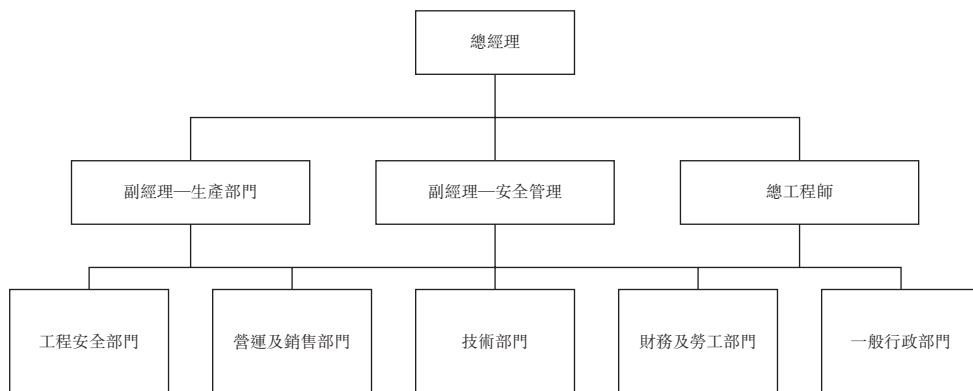 總經理
副經理—生產部門
副經理—安全管理
總工程師
工程安全部門
營運及銷售部門
技術部門
財務及勞工部門
一般行政部門